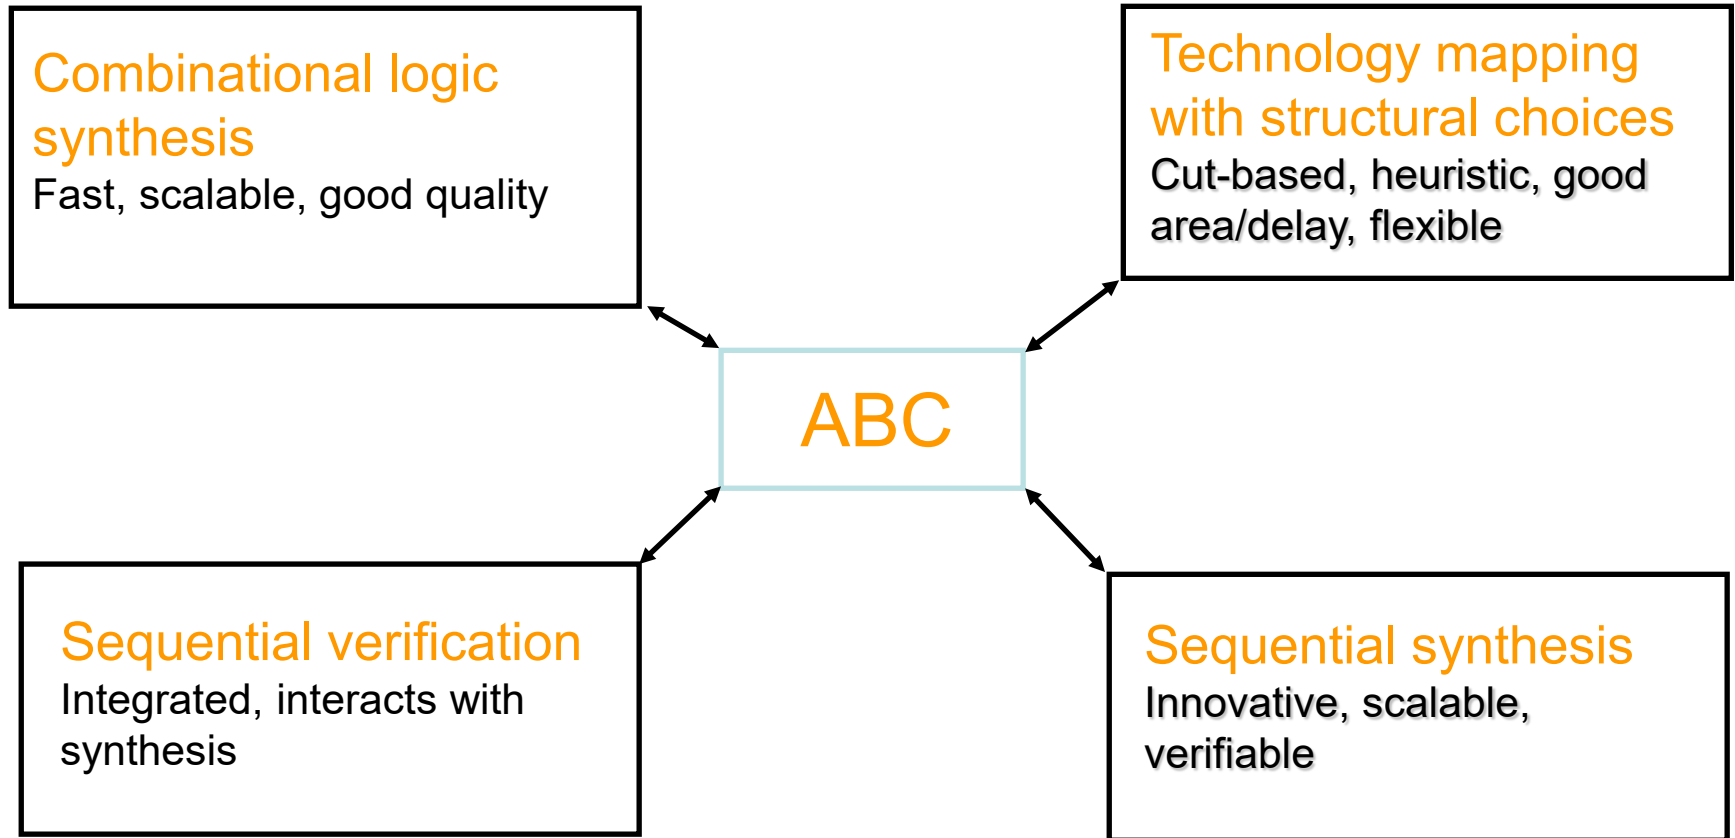 Combinational logic
synthesis
Fast, scalable, good quality
Technology mapping
with structural choices
Cut-based, heuristic, good
area/delay, flexible
ABC
Sequential verification
Integrated, interacts with
synthesis
Sequential synthesis
Innovative, scalable,
verifiable